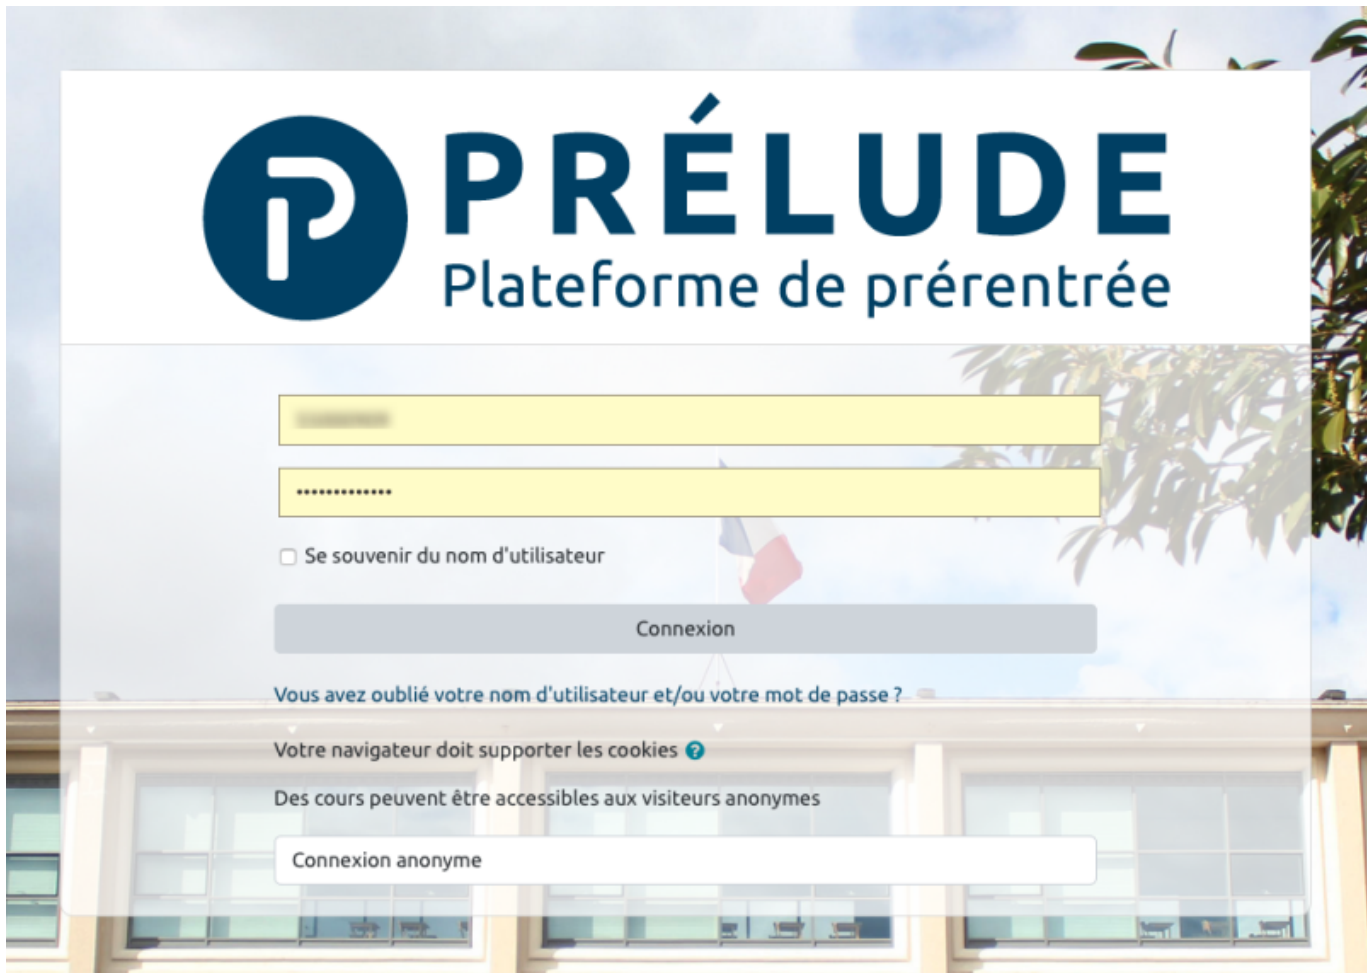 PRÉLUDE
Plateforme de prérentrée
•••••••••••••
Se souvenir du nom d'utilisateur
Connexion
Vous avez oublié votre nom d'utilisateur et/ou votre mot de passe ?
Votre navigateur doit supporter les cookies ?
Des cours peuvent être accessibles aux visiteurs anonymes
Connexion anonyme